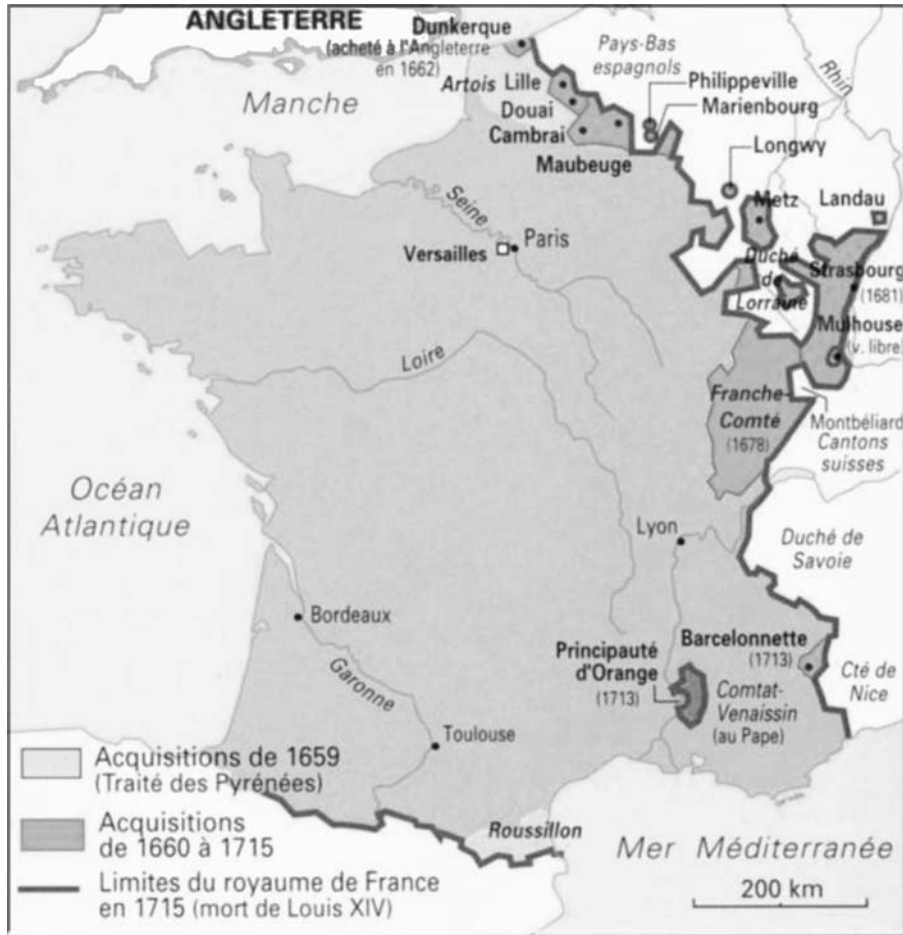 ANGLETERRE
Dunkerque
(acheté à l'Angleterre
en 1662)
Pays-Bas
espagnols
Rhin
Manche
Artois
Lille
Douai
Cambrai
Maubeuge
Philippeville
Marienbourg
Longwy
Metz
Landau
Seine
Versailles
Paris
Duché
de
Lorraine
Strasbourg
(1681)
Mulhouse
(v. libre)
Loire
Franche-
Comté
(1678)
Montbéliard
Cantons
suisses
Océan
Atlantique
Lyon
Duché de
Savoie
Bordeaux
Garonne
Principauté
d'Orange
(1713)
Barcelonnette
(1713)
Comtat-
Venaissin
(au Pape)
Cté de
Nice
Toulouse
Roussillon
Mer Méditerranée
200 km
Acquisitions de 1659
(Traité des Pyrénées)
Acquisitions
de 1660 à 1715
Limites du royaume de France
en 1715 (mort de Louis XIV)